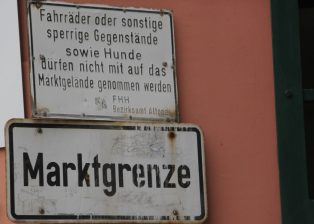 Fahrräder oder sonstige
sperrige Gegenstände
sowie Hunde
dürfen nicht mit auf das
Marktgelände genommen werden
FHH
Bezirksamt Altona
Marktgrenze